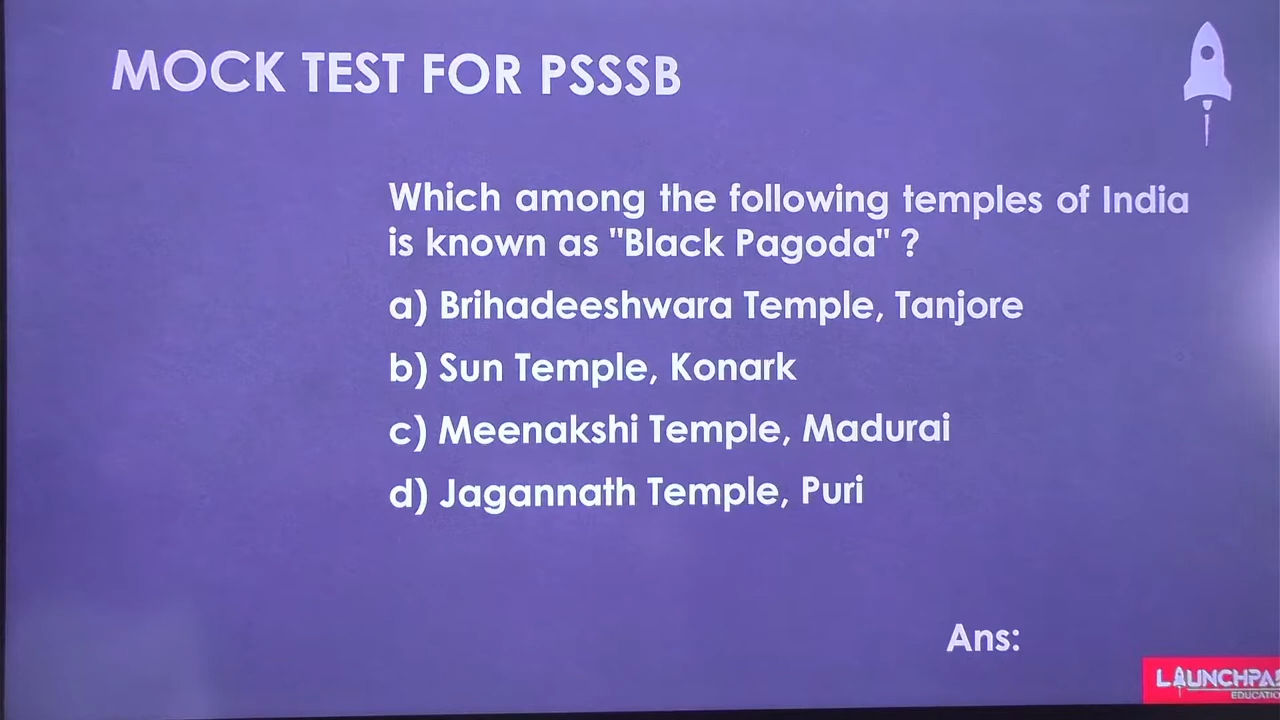 MOCK TEST FOR PSSSB
Which among the following temples of India
is known as "Black Pagoda" ?
a) Brihadeeshwara Temple, Tanjore
b) Sun Temple, Konark
c) Meenakshi Temple, Madurai
d) Jagannath Temple, Puri
Ans: